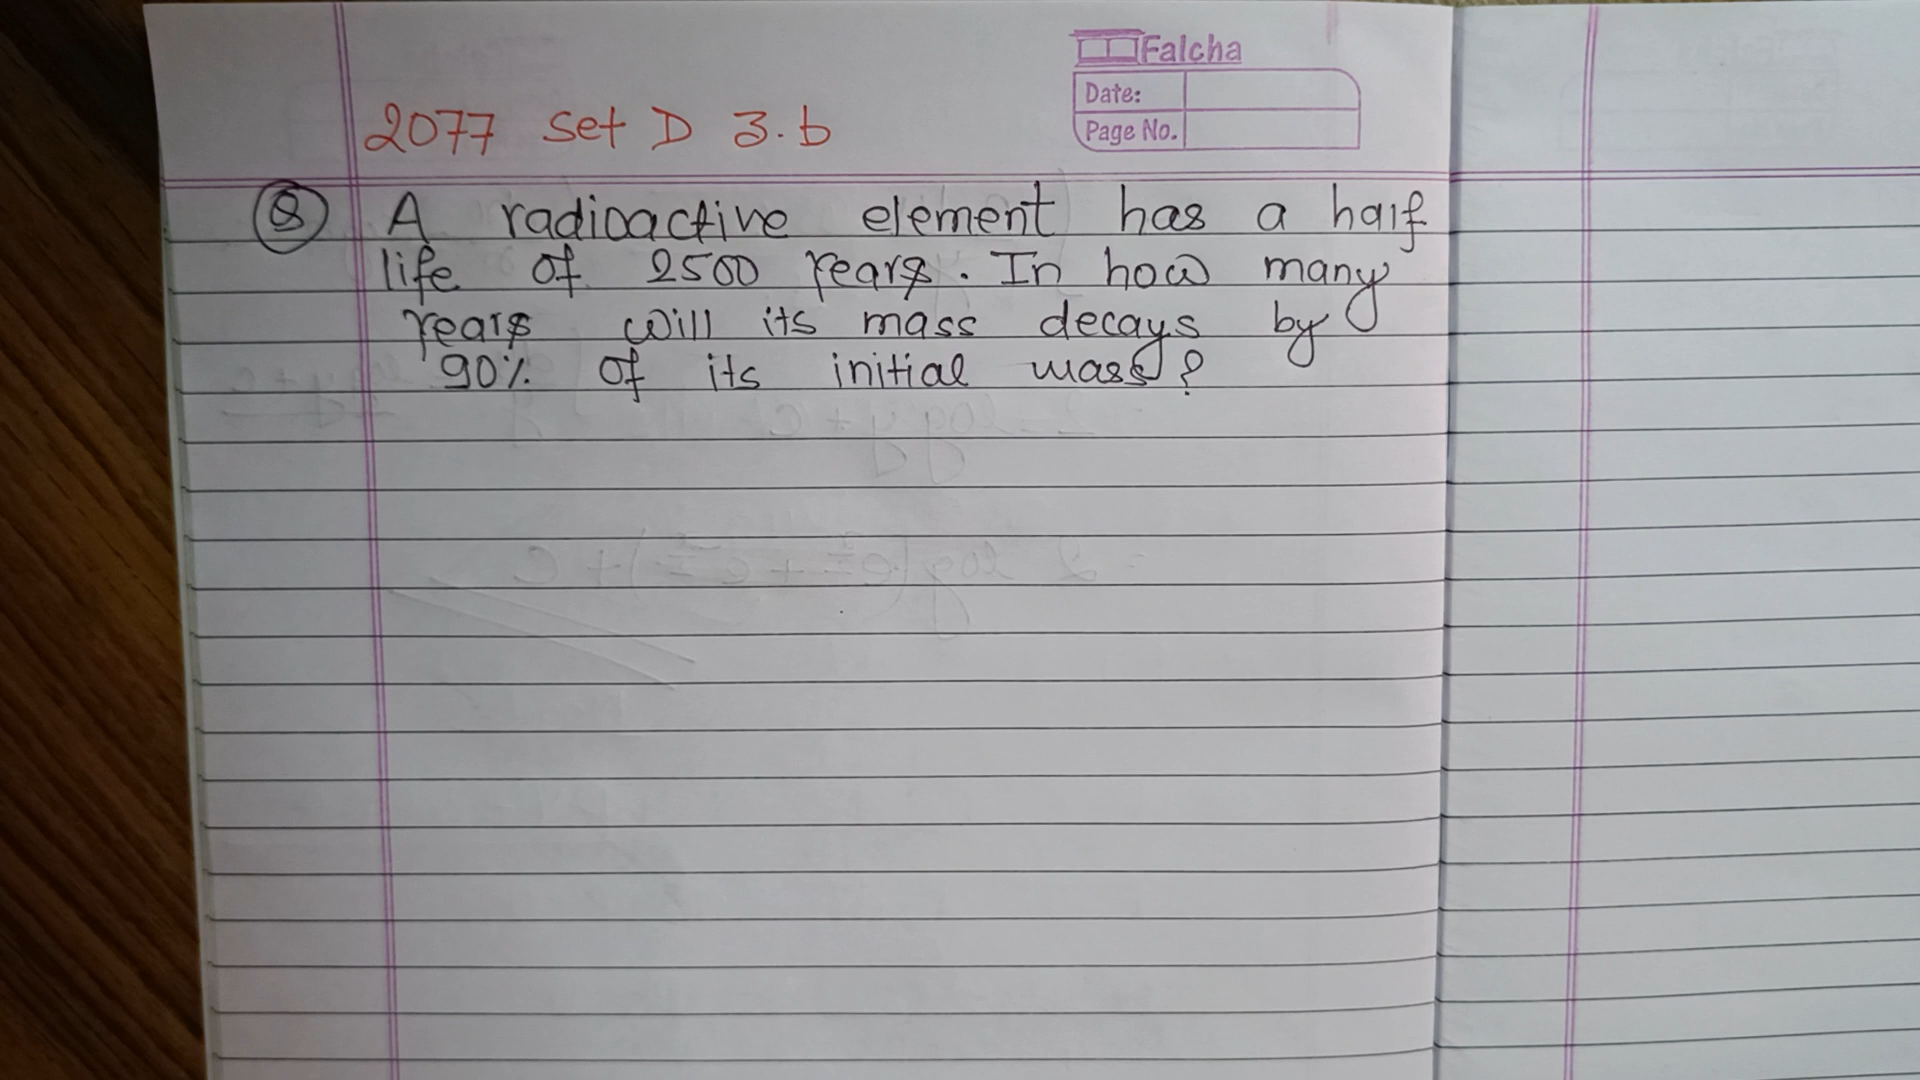 Falcha
Date:
Page No.
2077 Set D 3.b
Q A radioactive element has a half
life of 2500 Years. In how many
Years will its mass decays by
90% of its initial mass?